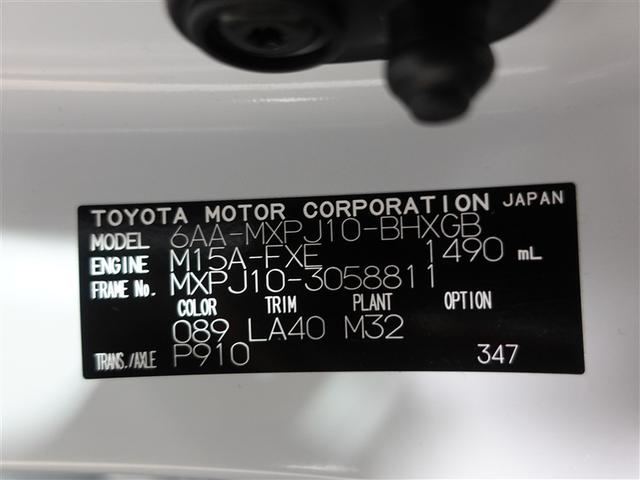 TOYOTA MOTOR CORPORATION JAPAN
MODEL 6AA-MXPJ10-BHXGB
ENGINE M15A-FXE 1490 mL
FRAME No. MXPJ10-3058811
COLOR TRIM PLANT OPTION
089 LA40 M32
TRANS./AXLE P910 347